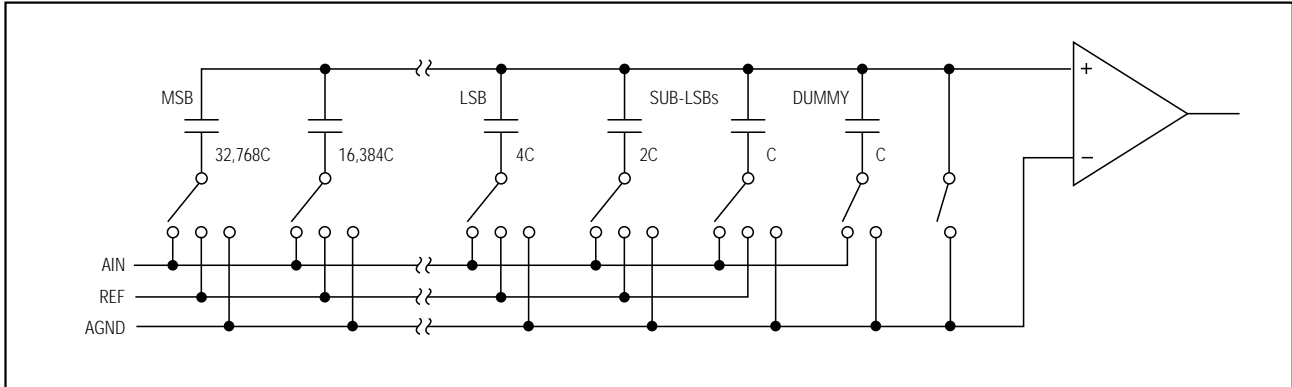 MSB
LSB
SUB-LSBs
DUMMY
32,768C
16,384C
4C
2C
C
C
AIN
REF
AGND
+
−